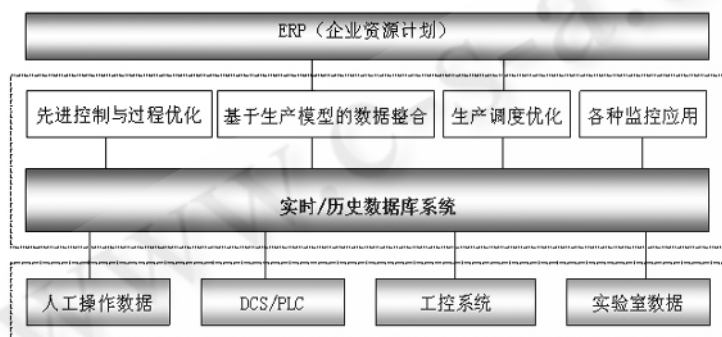 ERP（企业资源计划）
先进控制与过程优化
基于生产模型的数据整合
生产调度优化
各种监控应用
实时/历史数据库系统
人工操作数据
DCS/PLC
工控系统
实验室数据